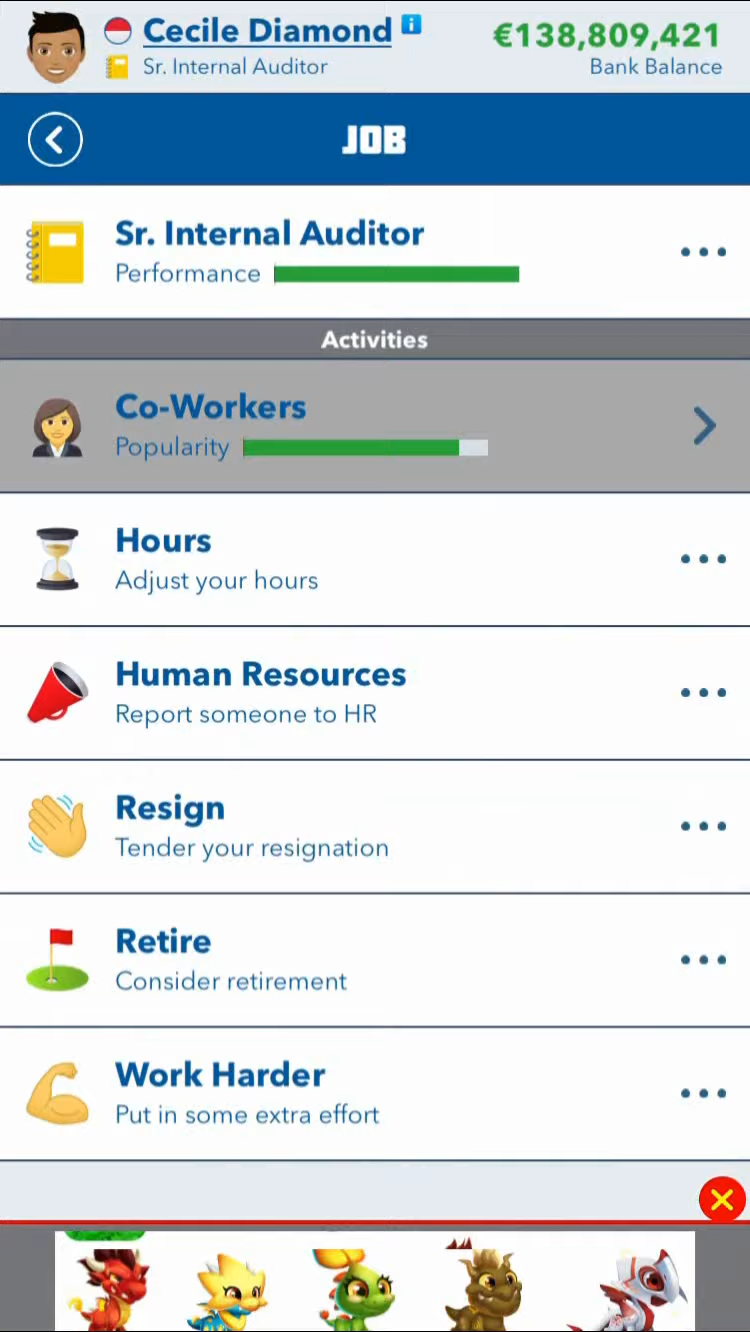 Cecile Diamond i
€138,809,421
Sr. Internal Auditor
Bank Balance
JOB
Sr. Internal Auditor
Performance
Activities
Co-Workers
Popularity
Hours
Adjust your hours
Human Resources
Report someone to HR
Resign
Tender your resignation
Retire
Consider retirement
Work Harder
Put in some extra effort